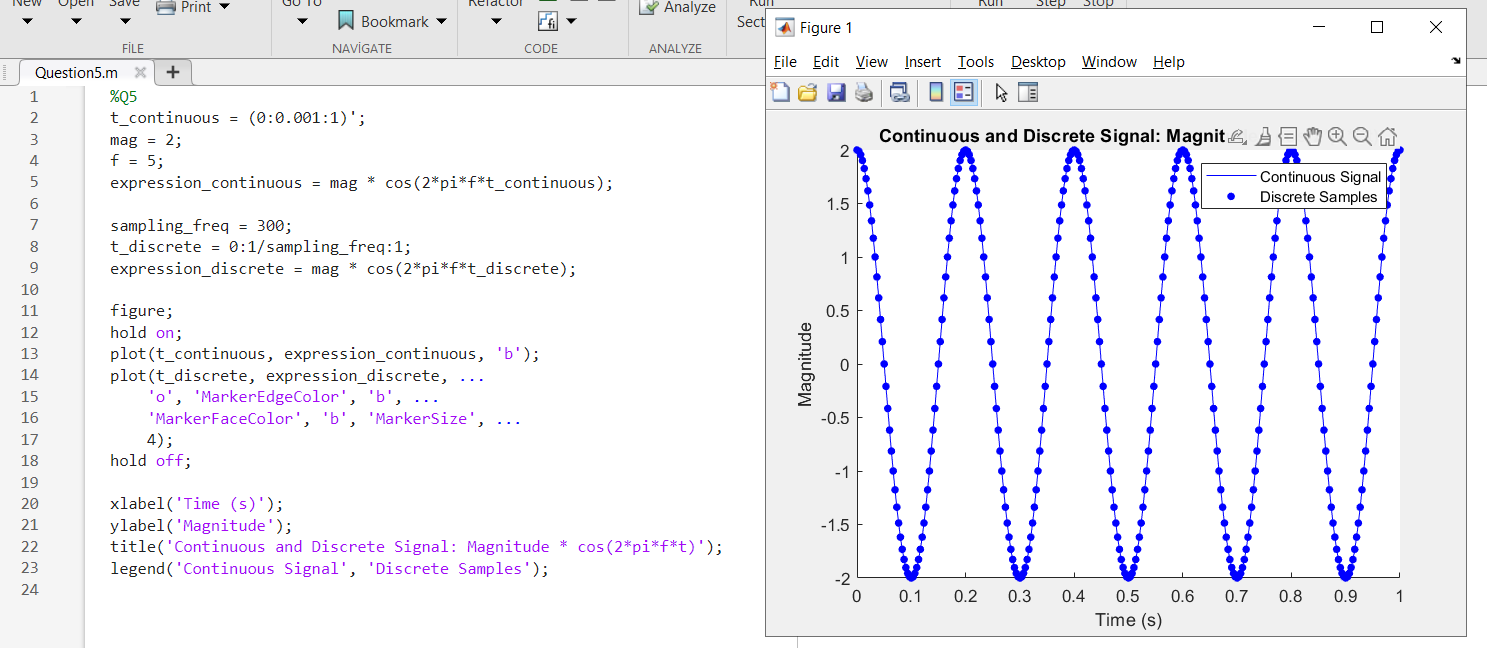 New Open Save Print Go To Bookmark Refactor Analyze Run Section Run Step Stop
FİLE NAVİGATE CODE ANALYZE
Question5.m
1 %Q5
2 t_continuous = (0:0.001:1)';
3 mag = 2;
4 f = 5;
5 expression_continuous = mag * cos(2*pi*f*t_continuous);
6
7 sampling_freq = 300;
8 t_discrete = 0:1/sampling_freq:1;
9 expression_discrete = mag * cos(2*pi*f*t_discrete);
10
11 figure;
12 hold on;
13 plot(t_continuous, expression_continuous, 'b');
14 plot(t_discrete, expression_discrete, ...
15 'o', 'MarkerEdgeColor', 'b', ...
16 'MarkerFaceColor', 'b', 'MarkerSize', ...
17 4);
18 hold off;
19
20 xlabel('Time (s)');
21 ylabel('Magnitude');
22 title('Continuous and Discrete Signal: Magnitude * cos(2*pi*f*t)');
23 legend('Continuous Signal', 'Discrete Samples');
24
Figure 1
File Edit View Insert Tools Desktop Window Help
Continuous and Discrete Signal: Magnit
Continuous Signal
Discrete Samples
2
1.5
1
0.5
0
-0.5
-1
-1.5
-2
Magnitude
0 0.1 0.2 0.3 0.4 0.5 0.6 0.7 0.8 0.9 1
Time (s)